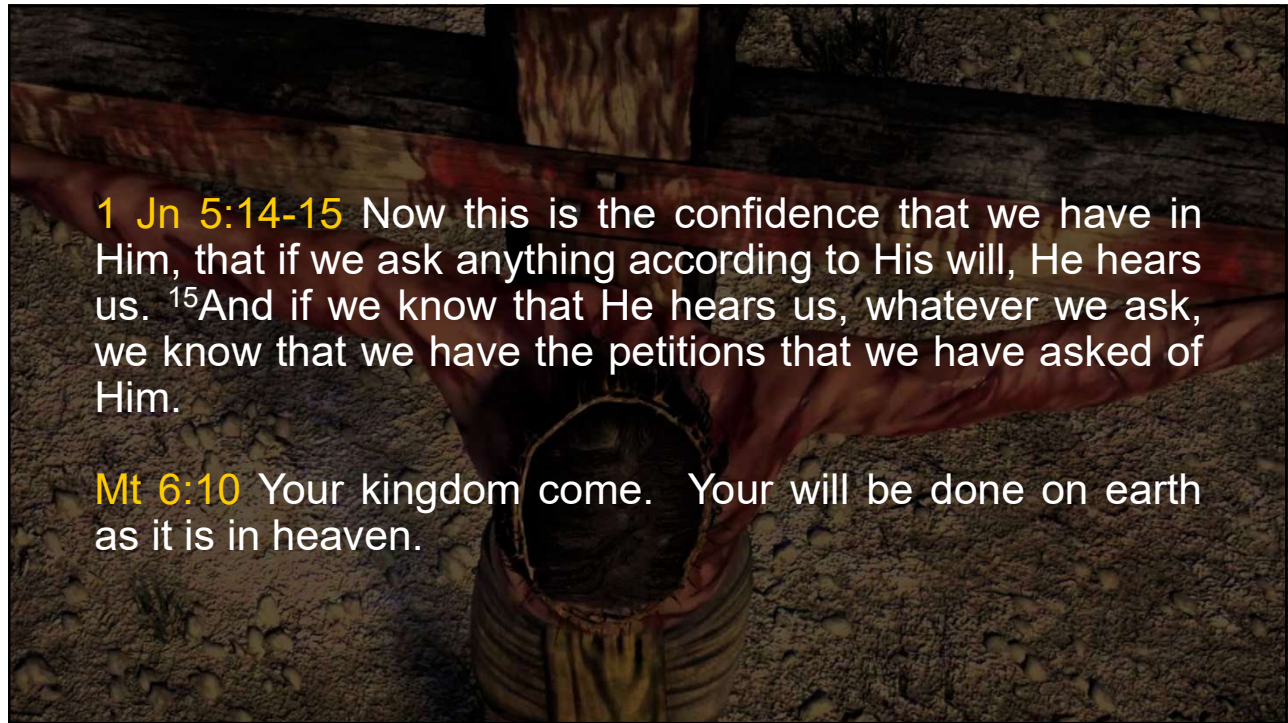 1 Jn 5:14-15 Now this is the confidence that we have in
Him, that if we ask anything according to His will, He hears
us. ¹⁵And if we know that He hears us, whatever we ask,
we know that we have the petitions that we have asked of
Him.
Mt 6:10 Your kingdom come.  Your will be done on earth
as it is in heaven.